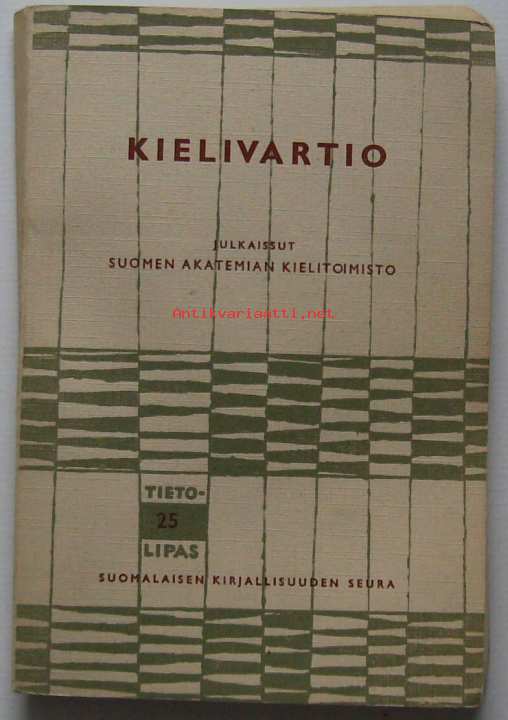 KIELIVARTIO
JULKAISSUT
SUOMEN AKATEMIAN KIELITOIMISTO
Antikvariaatti.net
TIETO-
25
LIPAS
SUOMALAISEN KIRJALLISUUDEN SEURA